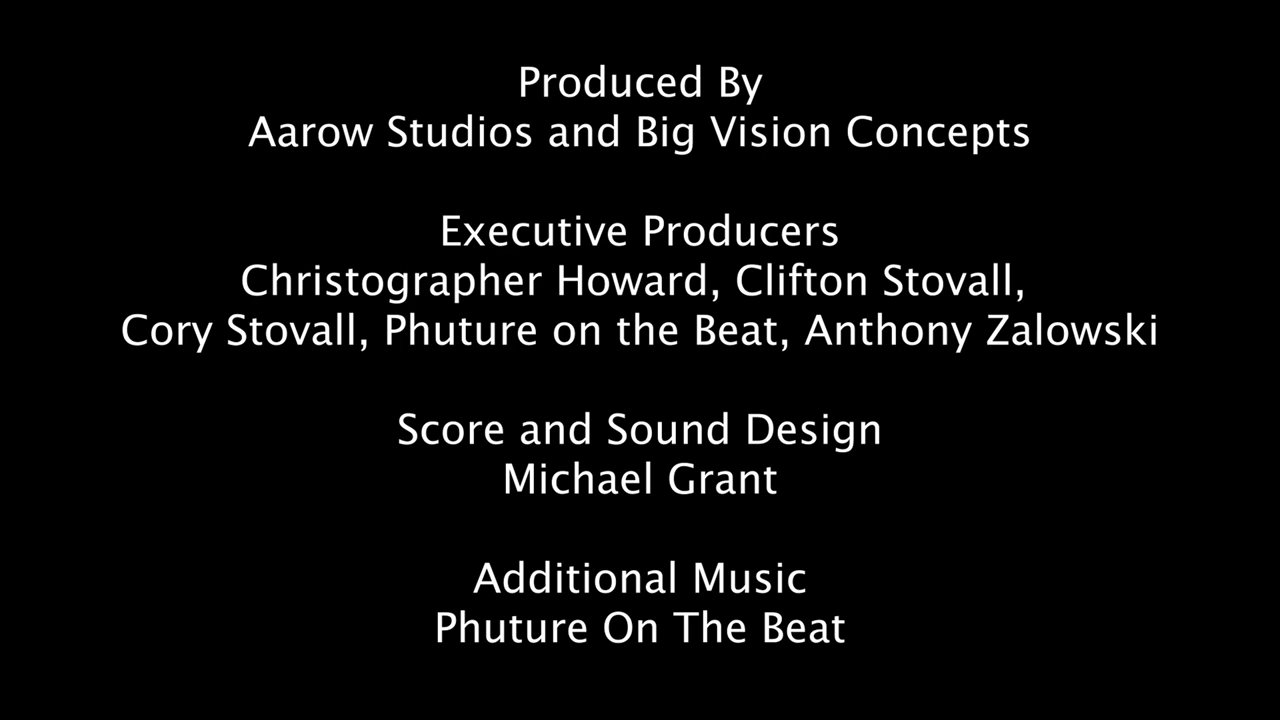 Produced By
Aarow Studios and Big Vision Concepts
Executive Producers
Christographer Howard, Clifton Stovall,
Cory Stovall, Phuture on the Beat, Anthony Zalowski
Score and Sound Design
Michael Grant
Additional Music
Phuture On The Beat